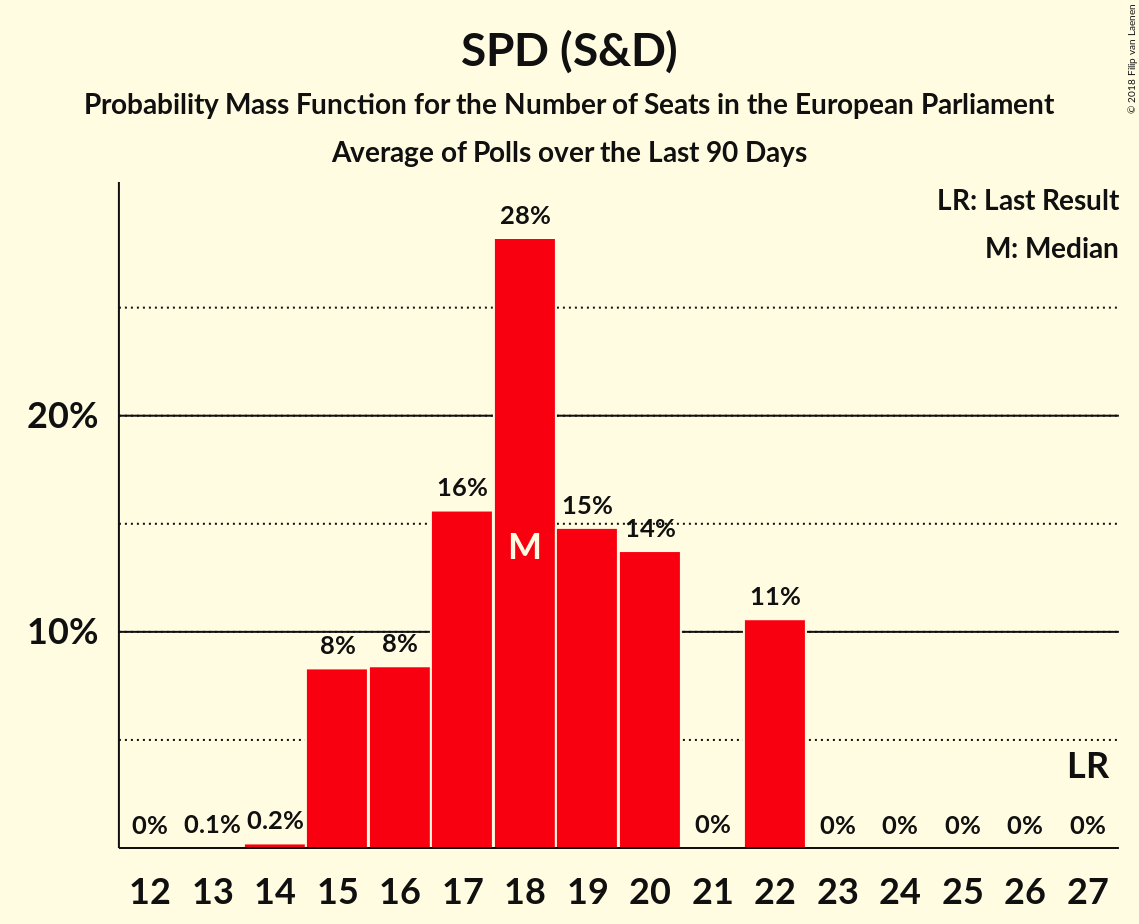 SPD (S&D)
Probability Mass Function for the Number of Seats in the European Parliament
Average of Polls over the Last 90 Days
© 2018 Filip van Laenen
LR: Last Result
M: Median
28%
20%
16%
15%
14%
M
11%
10%
8%
8%
LR
0%
0.1%
0.2%
0%
0%
0%
0%
0%
0%
12 13 14 15 16 17 18 19 20 21 22 23 24 25 26 27